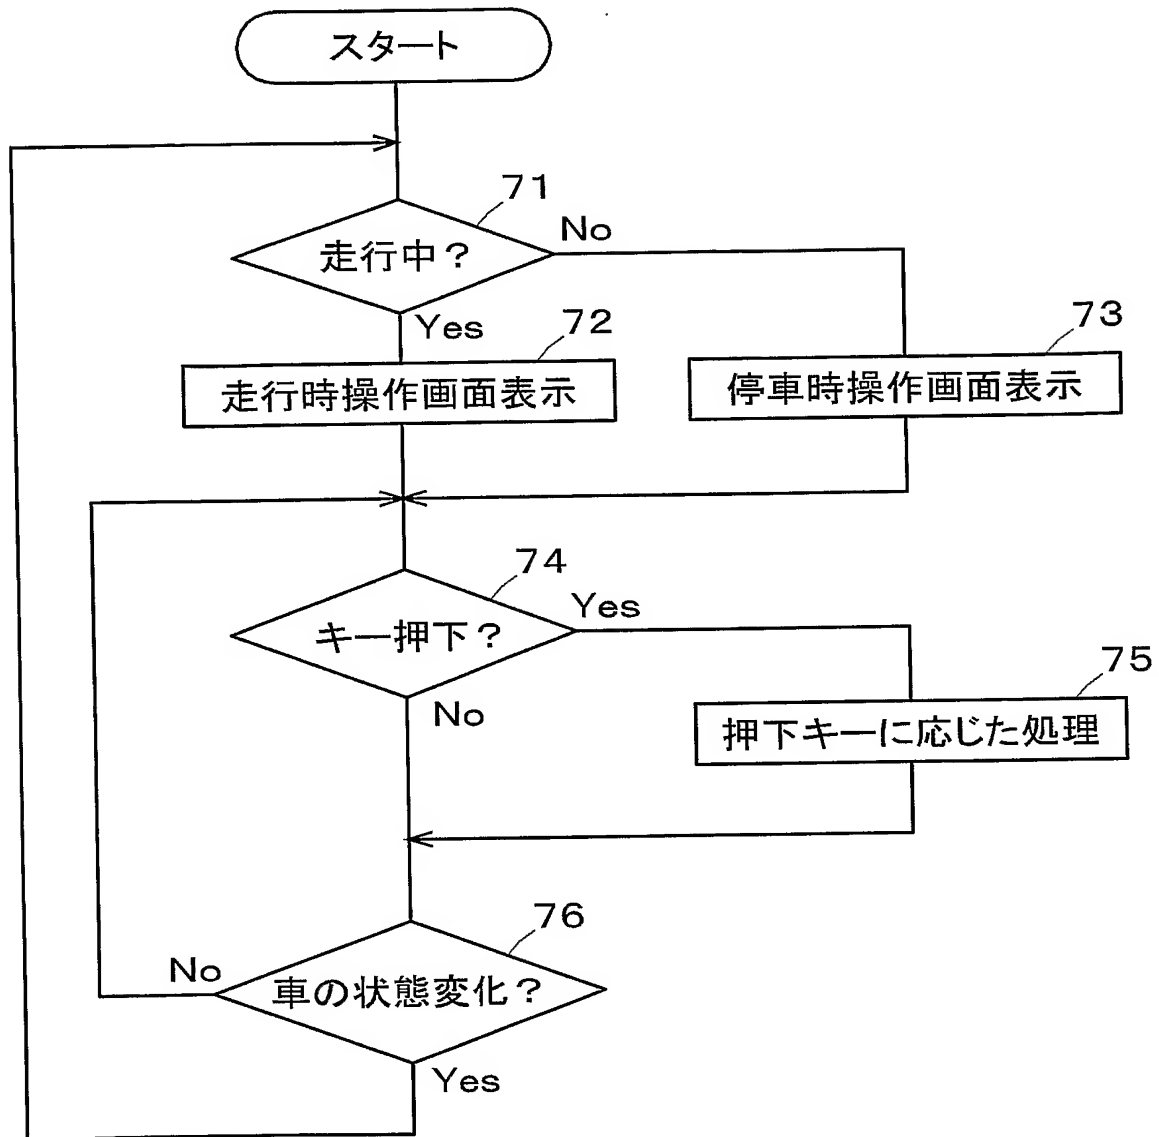 スタート
71
走行中？
No
Yes
72
走行時操作画面表示
73
停車時操作画面表示
74
キー押下？
Yes
No
75
押下キーに応じた処理
76
車の状態変化？
No
Yes